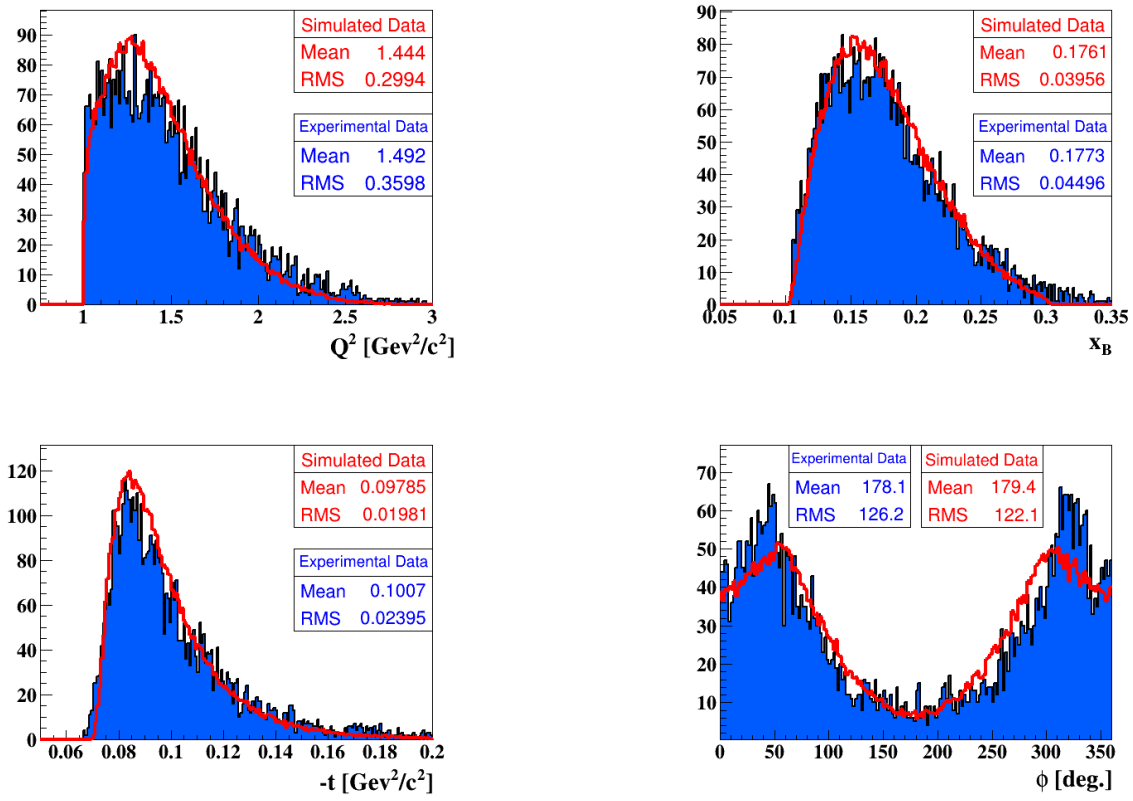 Simulated Data
Mean 1.444
RMS 0.2994
Experimental Data
Mean 1.492
RMS 0.3598
90
80
70
60
50
40
30
20
10
0
1 1.5 2 2.5 3
Q² [Gev²/c²]
Simulated Data
Mean 0.1761
RMS 0.03956
Experimental Data
Mean 0.1773
RMS 0.04496
90
80
70
60
50
40
30
20
10
0
0.05 0.1 0.15 0.2 0.25 0.3 0.35
x_B
Simulated Data
Mean 0.09785
RMS 0.01981
Experimental Data
Mean 0.1007
RMS 0.02395
120
100
80
60
40
20
0
0.06 0.08 0.1 0.12 0.14 0.16 0.18 0.2
-t [Gev²/c²]
Experimental Data
Mean 178.1
RMS 126.2
Simulated Data
Mean 179.4
RMS 122.1
70
60
50
40
30
20
10
0 50 100 150 200 250 300 350
ϕ [deg.]